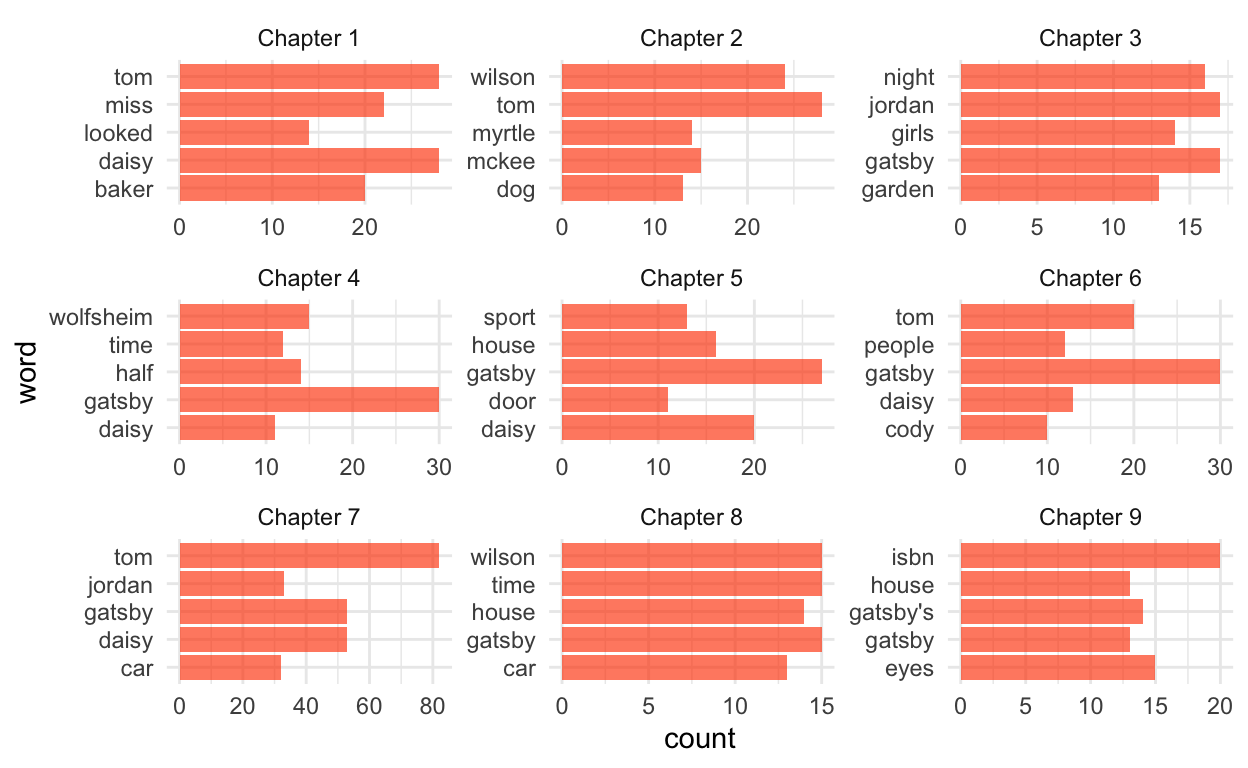 Chapter 1
tom
miss
looked
daisy
baker
0 10 20
Chapter 2
wilson
tom
myrtle
mckee
dog
0 10 20
Chapter 3
night
jordan
girls
gatsby
garden
0 5 10 15
word
Chapter 4
wolfsheim
time
half
gatsby
daisy
0 10 20 30
Chapter 5
sport
house
gatsby
door
daisy
0 10 20
Chapter 6
tom
people
gatsby
daisy
cody
0 10 20 30
Chapter 7
tom
jordan
gatsby
daisy
car
0 20 40 60 80
Chapter 8
wilson
time
house
gatsby
car
0 5 10 15
Chapter 9
isbn
house
gatsby's
gatsby
eyes
0 5 10 15 20
count